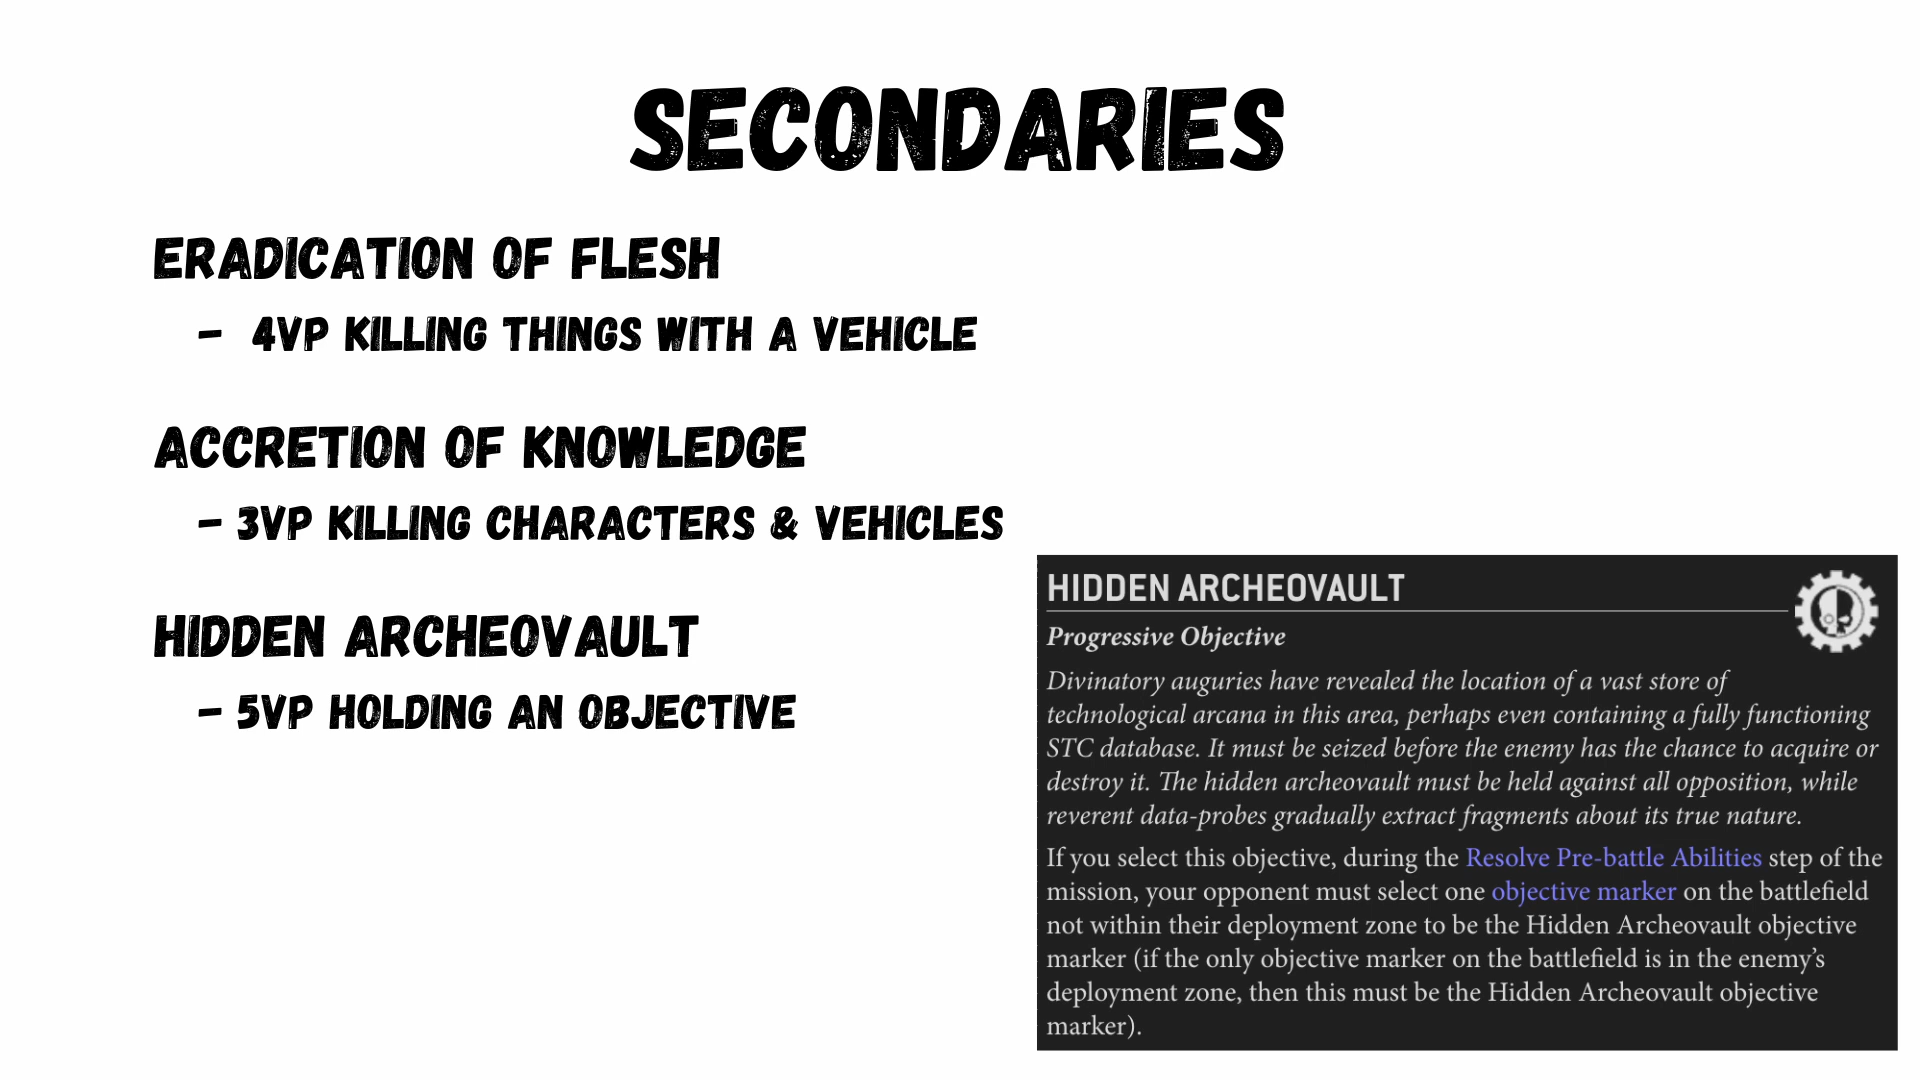 SECONDARIES
ERADICATION OF FLESH
- 4VP KILLING THINGS WITH A VEHICLE
ACCRETION OF KNOWLEDGE
- 3VP KILLING CHARACTERS & VEHICLES
HIDDEN ARCHEOVAULT
- 5VP HOLDING AN OBJECTIVE
HIDDEN ARCHEOVAULT
Progressive Objective
Divinatory auguries have revealed the location of a vast store of
technological arcana in this area, perhaps even containing a fully functioning
STC database. It must be seized before the enemy has the chance to acquire or
destroy it. The hidden archeovault must be held against all opposition, while
reverent data-probes gradually extract fragments about its true nature.
If you select this objective, during the Resolve Pre-battle Abilities step of the
mission, your opponent must select one objective marker on the battlefield
not within their deployment zone to be the Hidden Archeovault objective
marker (if the only objective marker on the battlefield is in the enemy’s
deployment zone, then this must be the Hidden Archeovault objective
marker).